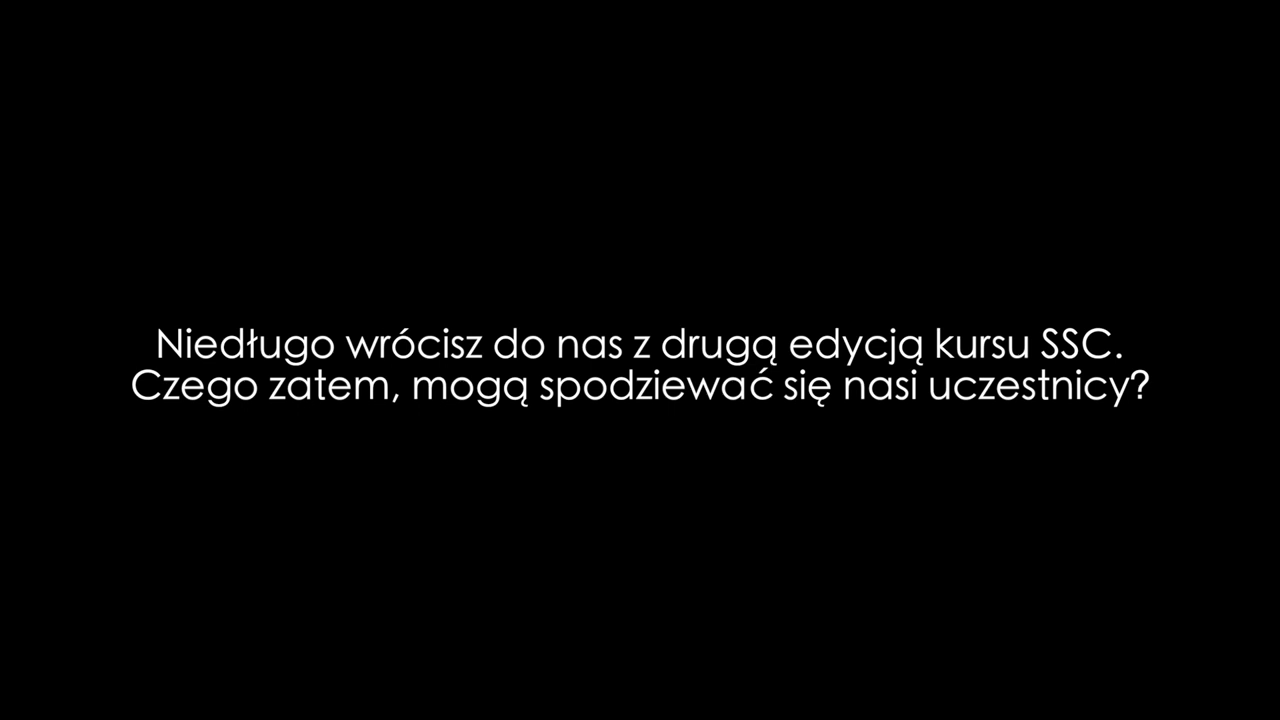 Niedługo wrócisz do nas z drugą edycją kursu SSC.
Czego zatem, mogą spodziewać się nasi uczestnicy?